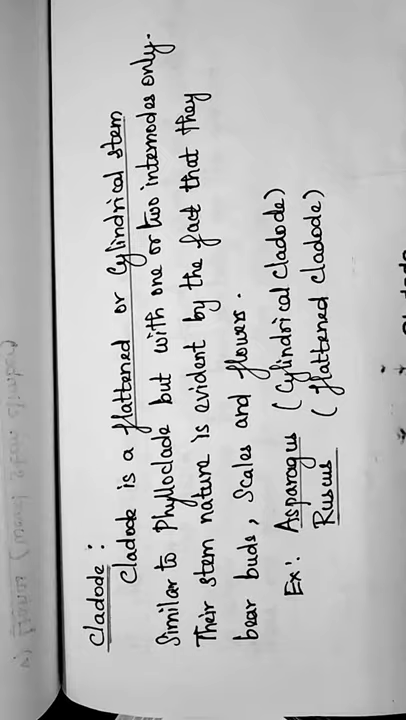 Cladode :
Cladode is a flattened or Cylindrical stem
Similar to Phylloclade but with one or two internodes only.
Their stem nature is evident by the fact that they
bear buds, Scales and flowers.
Ex: Asparagus (Cylindrical Cladode)
Ruscus (flattened cladode)